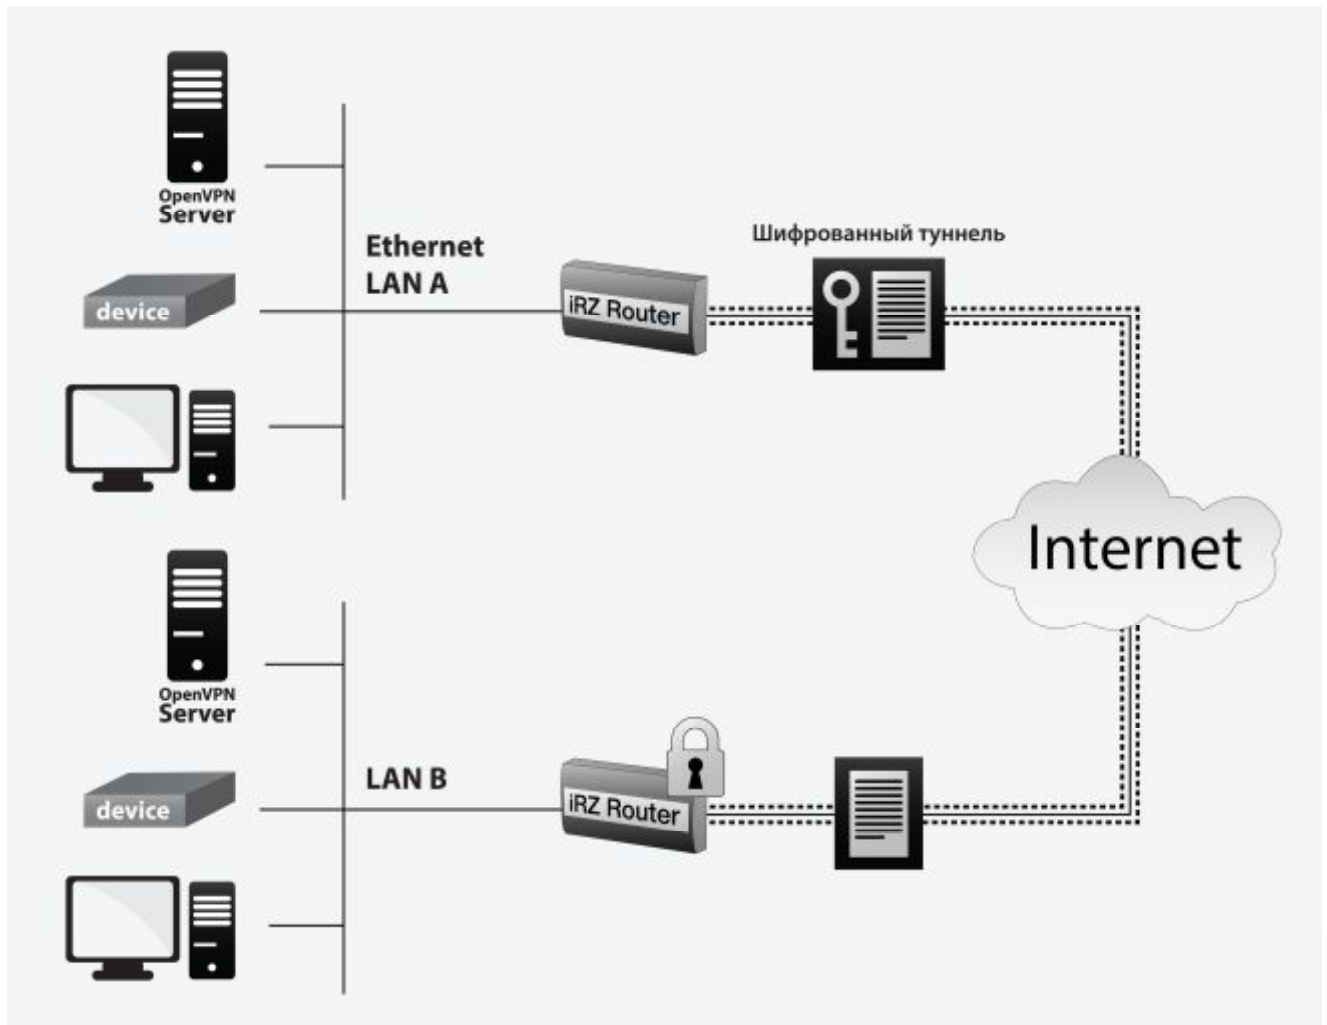 OpenVPN
Server
device
Ethernet
LAN A
iRZ Router
Шифрованный туннель
Internet
OpenVPN
Server
device
LAN B
iRZ Router